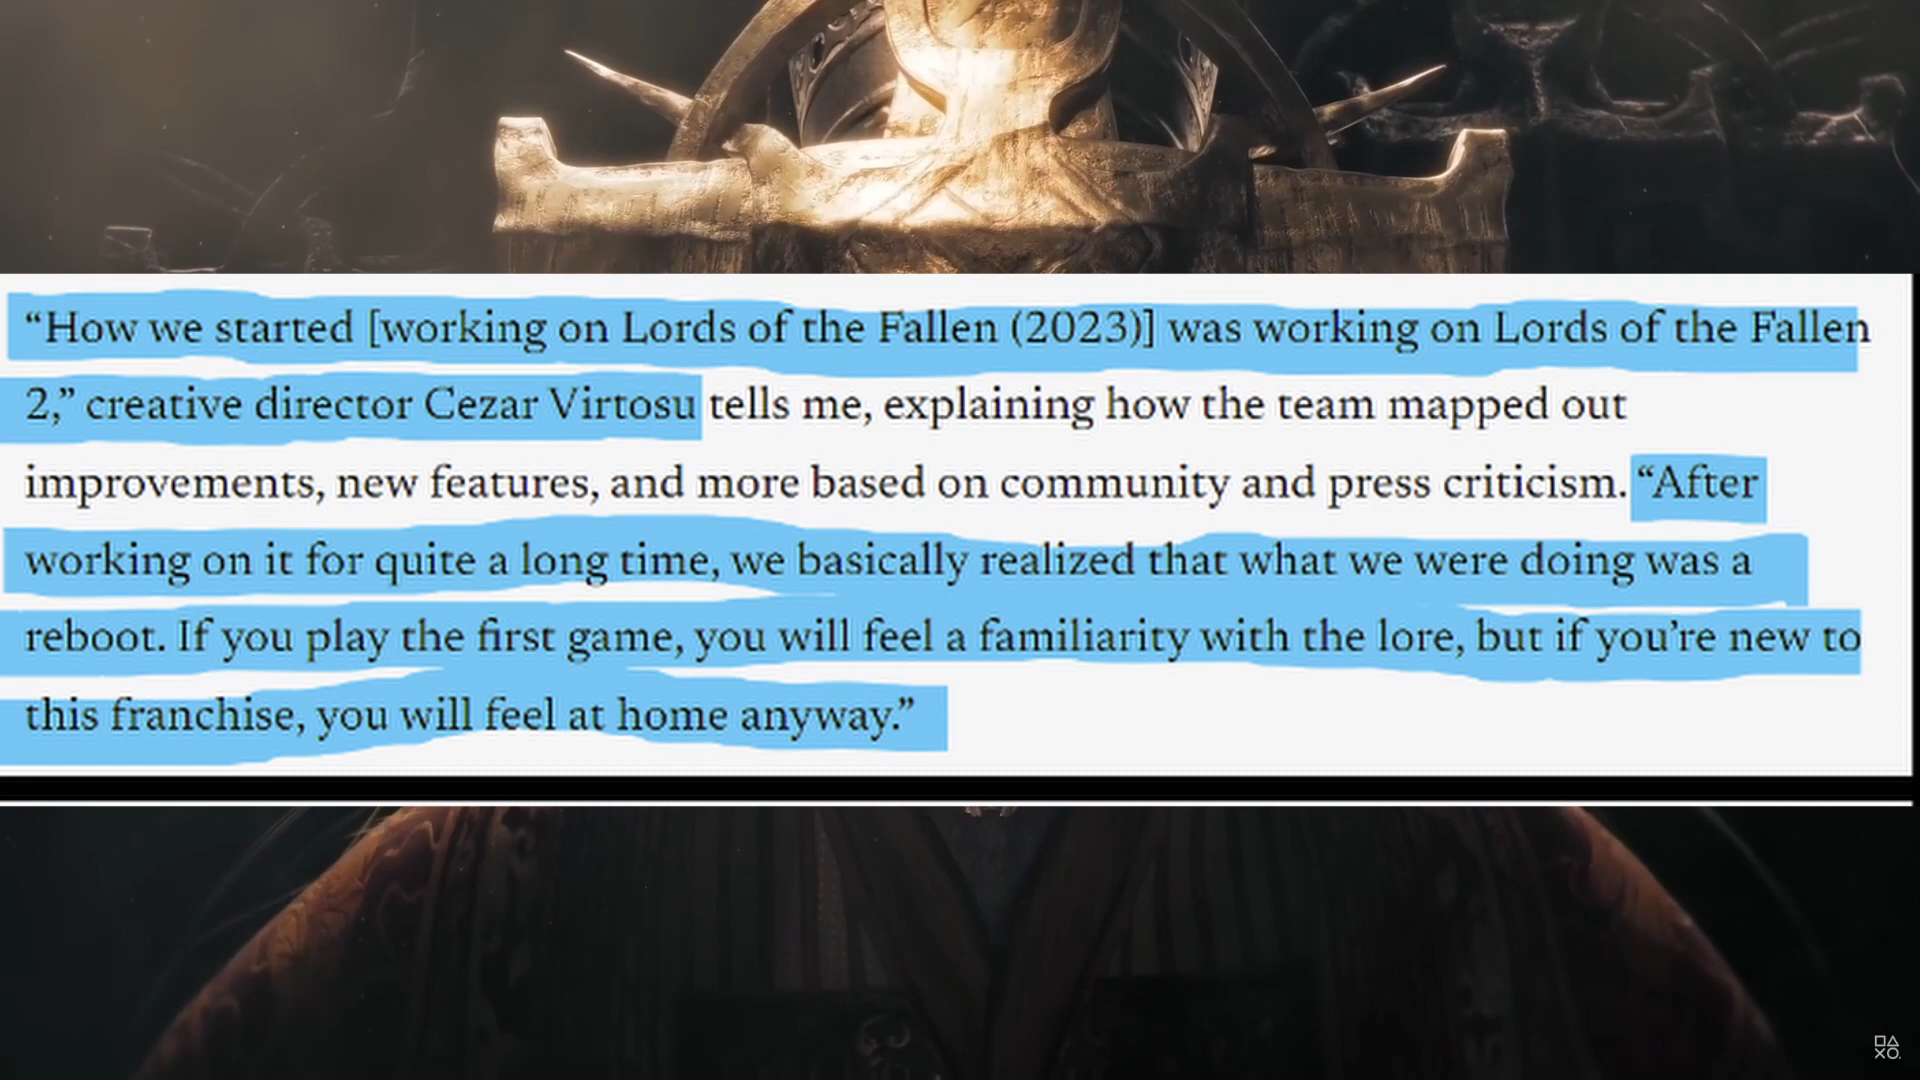 “How we started [working on Lords of the Fallen (2023)] was working on Lords of the Fallen
2,” creative director Cezar Virtosu tells me, explaining how the team mapped out
improvements, new features, and more based on community and press criticism. “After
working on it for quite a long time, we basically realized that what we were doing was a
reboot. If you play the first game, you will feel a familiarity with the lore, but if you’re new to
this franchise, you will feel at home anyway.”